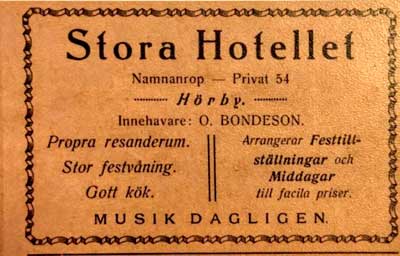 Stora Hotellet
Namnanrop — Privat 54
Hörby.
Innehavare: O. BONDESON.
Propra resanderum.
Stor festvåning.
Gott kök.
Arrangerar Festtill-
ställningar och
Middagar
till facila priser.
MUSIK DAGLIGEN.